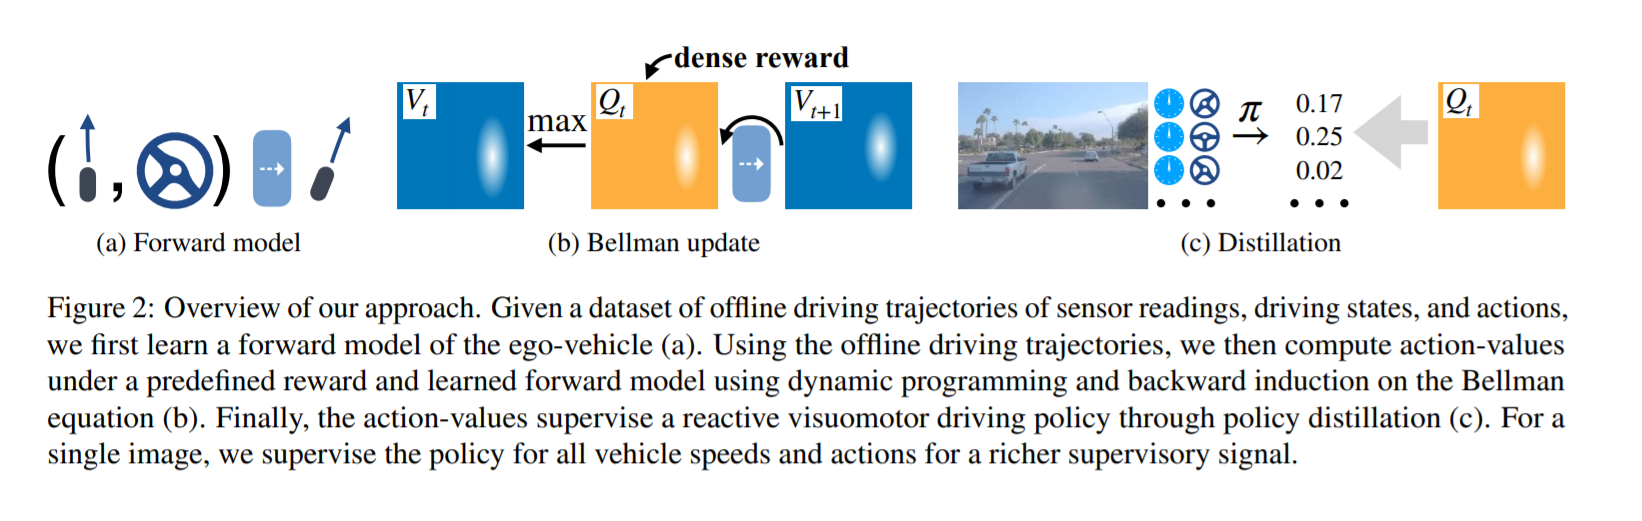 dense reward
V_t
max
Q_t
V_{t+1}
π
0.17
0.25
0.02
Q_t
( , )
(a) Forward model
(b) Bellman update
(c) Distillation
Figure 2: Overview of our approach. Given a dataset of offline driving trajectories of sensor readings, driving states, and actions,
we first learn a forward model of the ego-vehicle (a). Using the offline driving trajectories, we then compute action-values
under a predefined reward and learned forward model using dynamic programming and backward induction on the Bellman
equation (b). Finally, the action-values supervise a reactive visuomotor driving policy through policy distillation (c). For a
single image, we supervise the policy for all vehicle speeds and actions for a richer supervisory signal.